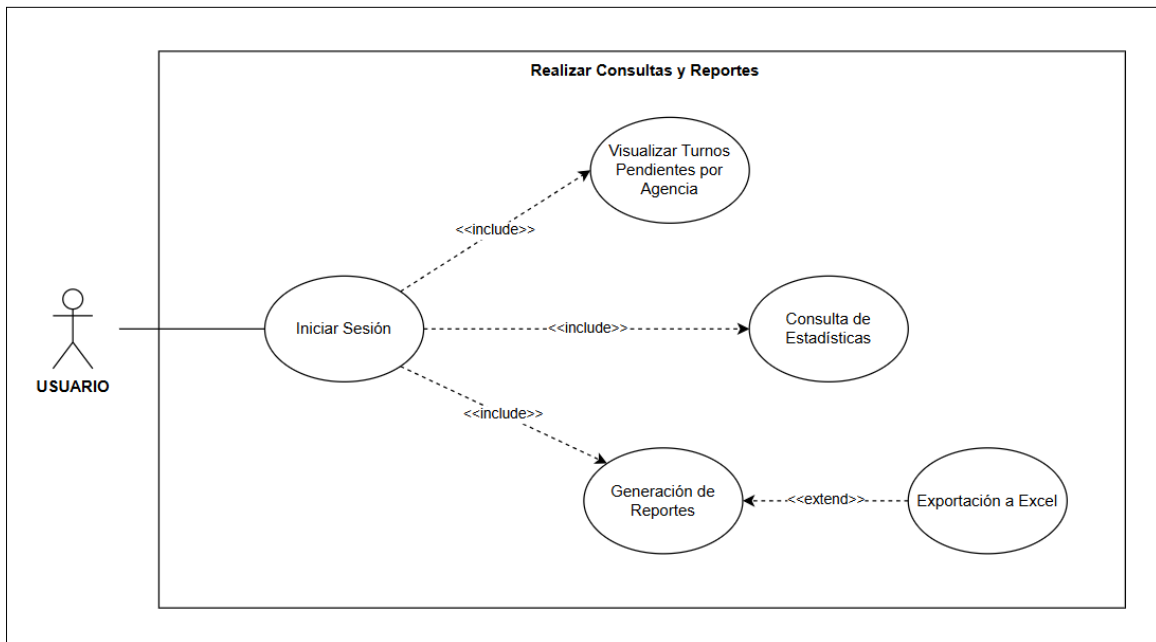 Realizar Consultas y Reportes
Visualizar Turnos
Pendientes por
Agencia
<<include>>
Iniciar Sesión
<<include>>
Consulta de
Estadísticas
USUARIO
<<include>>
Generación de
Reportes
<<extend>>
Exportación a Excel